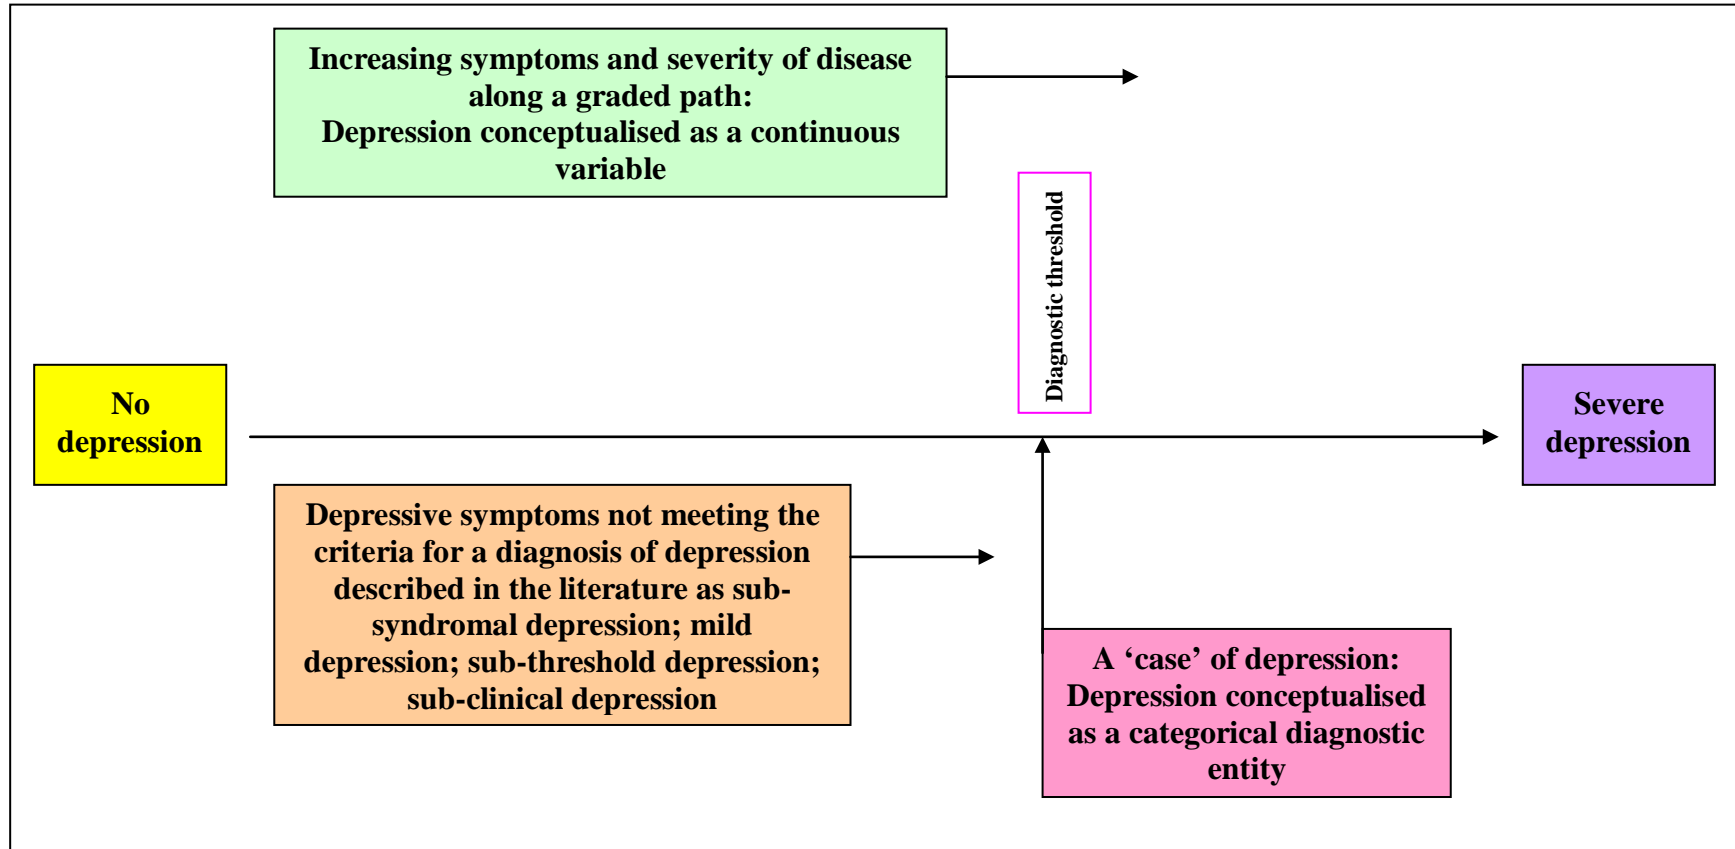 Increasing symptoms and severity of disease
along a graded path:
Depression conceptualised as a continuous
variable
Diagnostic threshold
No
depression
Severe
depression
Depressive symptoms not meeting the
criteria for a diagnosis of depression
described in the literature as sub-
syndromal depression; mild
depression; sub-threshold depression;
sub-clinical depression
A ‘case’ of depression:
Depression conceptualised
as a categorical diagnostic
entity